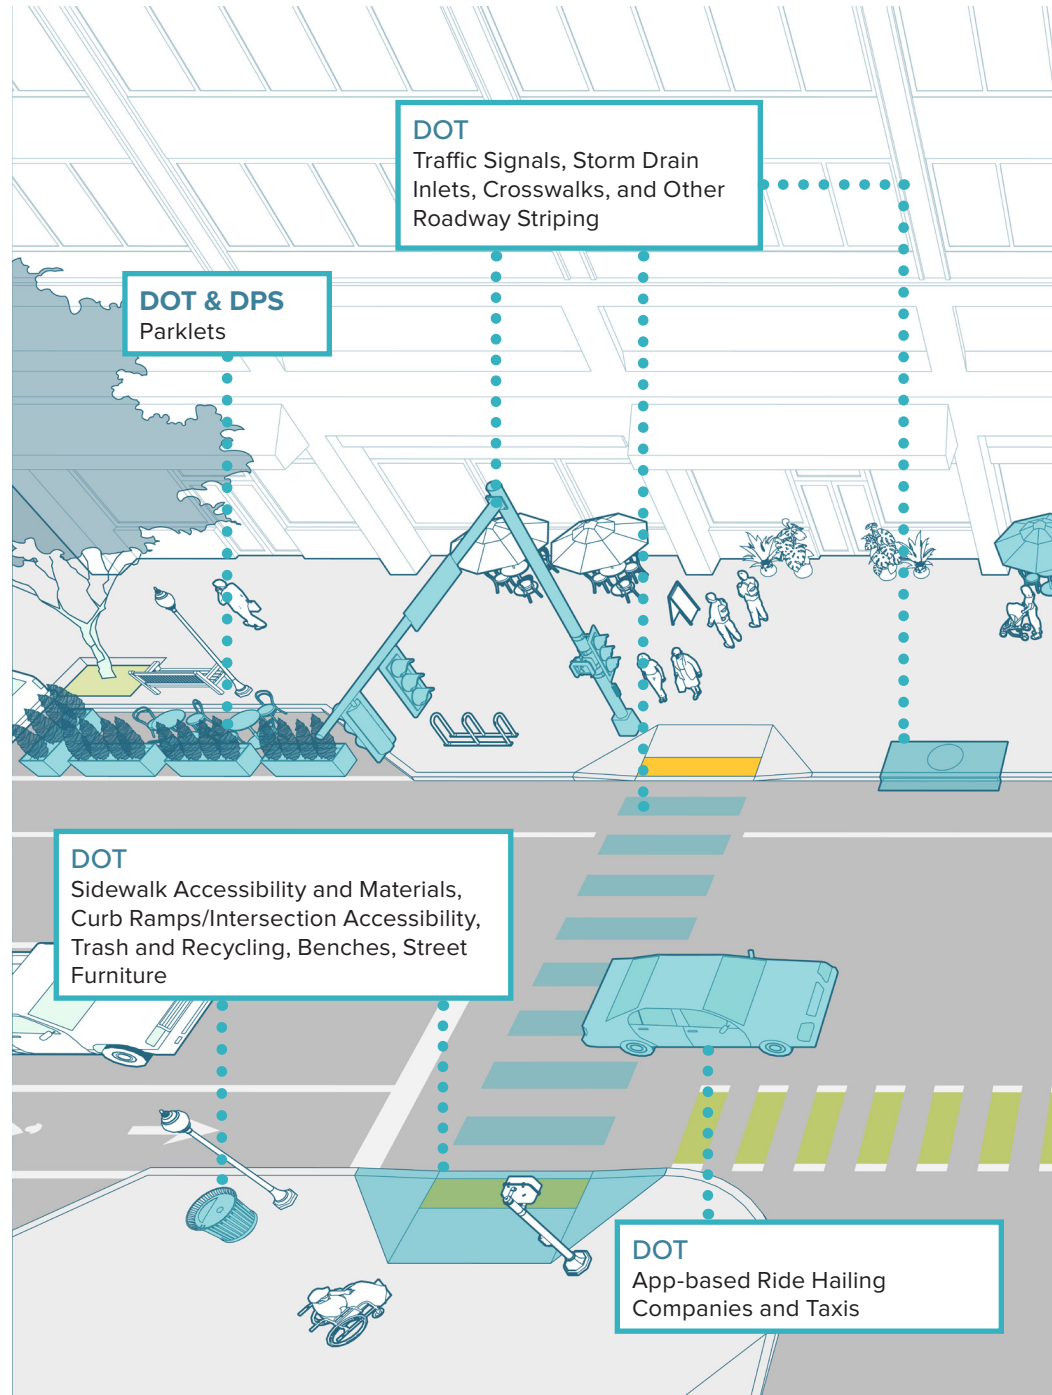 DOT
Traffic Signals, Storm Drain
Inlets, Crosswalks, and Other
Roadway Striping
DOT & DPS
Parklets
DOT
Sidewalk Accessibility and Materials,
Curb Ramps/Intersection Accessibility,
Trash and Recycling, Benches, Street
Furniture
DOT
App-based Ride Hailing
Companies and Taxis